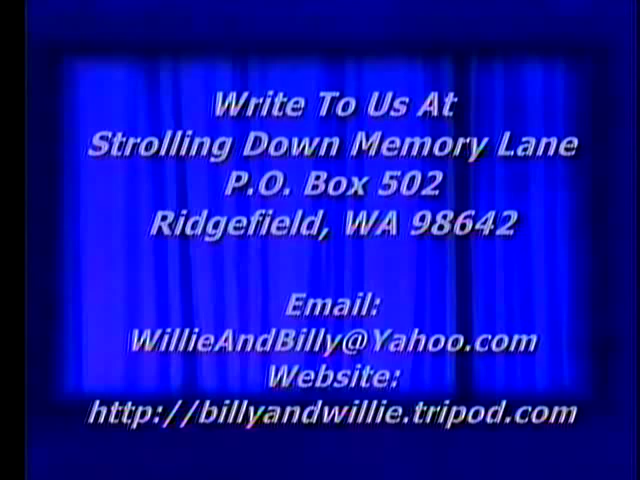 Write To Us At
Strolling Down Memory Lane
P.O. Box 502
Ridgefield, WA 98642
Email:
WillieAndBilly@Yahoo.com
Website:
http://billyandwillie.tripod.com